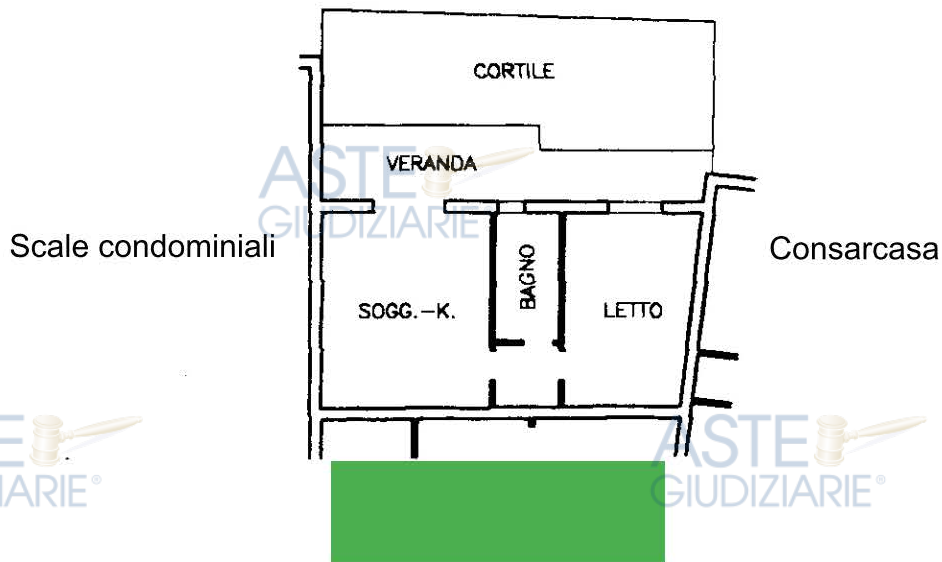 CORTILE
VERANDA
ASTE
GIUDIZIARIE
Scale condominiali
Consarcasa
BAGNO
SOGG.-K.
LETTO
E
IARIE®
ASTE
GIUDIZIARIE®